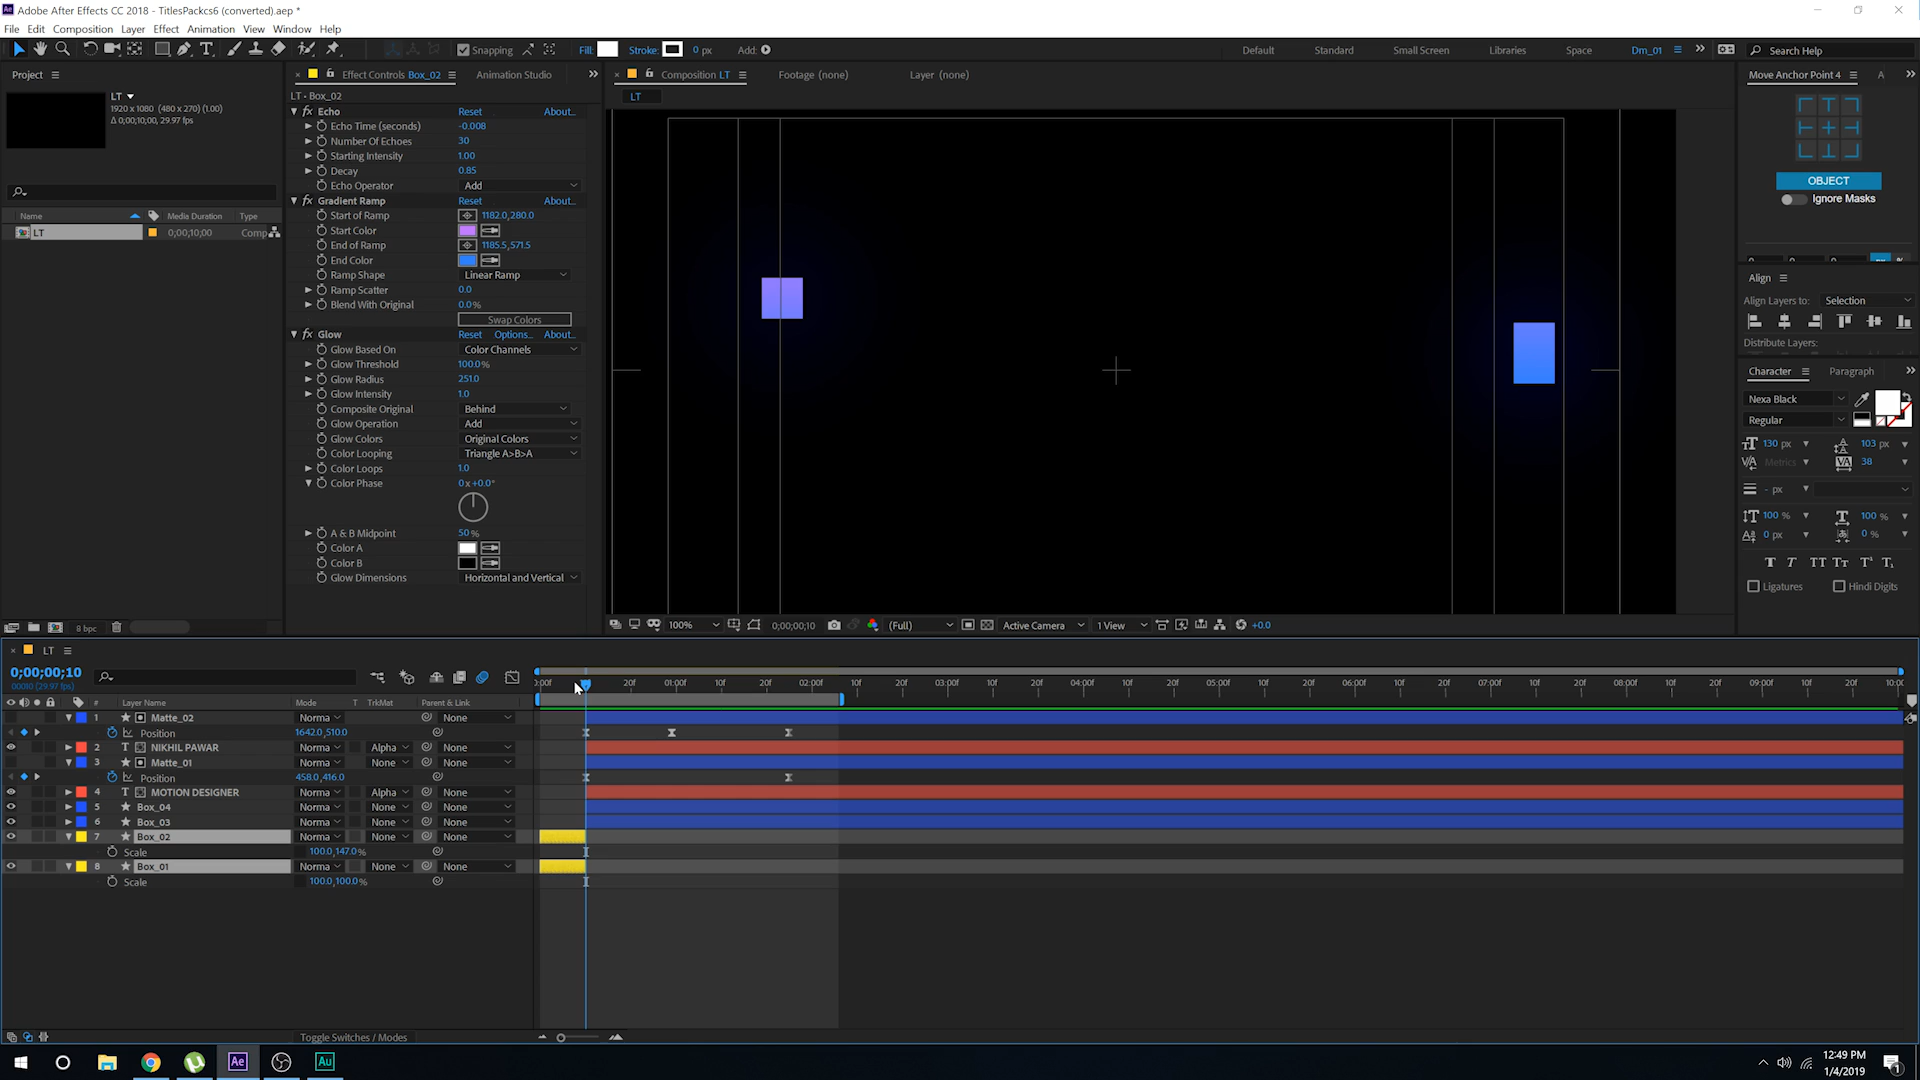 Adobe After Effects CC 2018 - TitlesPackcs6 (converted).aep *
File Edit Composition Layer Effect Animation View Window Help
Snapping Fill: Stroke: 0 px Add: Default Standard Small Screen Libraries Space Dm_01 Search Help
Project
LT
1920 x 1080 (480 x 270) (1.00)
Δ 0;00;10;00, 29.97 fps
Name Media Duration Type
LT 0;00;10;00 Comp
8 bpc
Effect Controls Box_02 Animation Studio
LT - Box_02
Echo Reset About...
Echo Time (seconds) -0.008
Number Of Echoes 30
Starting Intensity 1.00
Decay 0.85
Echo Operator Add
Gradient Ramp Reset About...
Start of Ramp 1182.0,280.0
Start Color
End of Ramp 1185.5,571.5
End Color
Ramp Shape Linear Ramp
Ramp Scatter 0.0
Blend With Original 0.0%
Swap Colors
Glow Reset Options... About...
Glow Based On Color Channels
Glow Threshold 100.0%
Glow Radius 251.0
Glow Intensity 1.0
Composite Original Behind
Glow Operation Add
Glow Colors Original Colors
Color Looping Triangle A>B>A
Color Loops 1.0
Color Phase 0x+0.0°
A & B Midpoint 50%
Color A
Color B
Glow Dimensions Horizontal and Vertical
Composition LT Footage (none) Layer (none)
LT
100% 0;00;00;10 (Full) Active Camera 1 View +0.0
Move Anchor Point 4 A
OBJECT
Ignore Masks
Align
Align Layers to: Selection
Distribute Layers:
Character Paragraph
Nexa Black
Regular
130 px 103 px
Metrics 38
- px
100 % 100 %
0 px 0 %
T T TT Tт T¹ T₁
Ligatures Hindi Digits
LT
0;00;00;10
00010 (29.97 fps)
0:00f 20f 01:00f 10f 20f 02:00f 10f 20f 03:00f 10f 20f 04:00f 10f 20f 05:00f 10f 20f 06:00f 10f 20f 07:00f 10f 20f 08:00f 10f 20f 09:00f 10f 20f 10:00
# Layer Name Mode T TrkMat Parent & Link
1 Matte_02 Norma None
Position 1642.0,510.0
2 T NIKHIL PAWAR Norma Alpha None
3 Matte_01 Norma None
Position 458.0,416.0
4 T MOTION DESIGNER Norma Alpha None
5 Box_04 Norma None None
6 Box_03 Norma None None
7 Box_02 Norma None None
Scale 100.0,147.0%
8 Box_01 Norma None None
Scale 100.0,100.0%
Toggle Switches / Modes
Ae Au
12:49 PM
1/4/2019
1